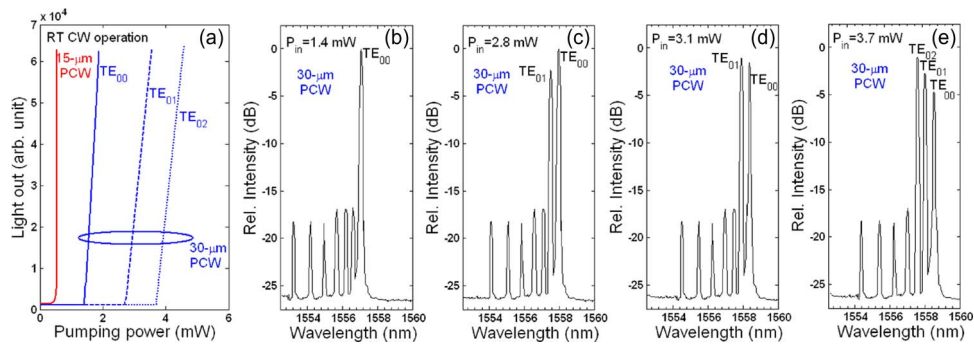 RT CW operation
(a)
15-μm
PCW
TE00
TE01
TE02
30-μm
PCW
Light out (arb. unit)
7 x 10^4
6
5
4
3
2
1
0
0 2 4 6
Pumping power (mW)
(b)
Pin=1.4 mW
TE00
30-μm
PCW
Rel. Intensity (dB)
0
-5
-10
-15
-20
-25
1554 1556 1558 1560
Wavelength (nm)
(c)
Pin=2.8 mW
TE00
30-μm TE01
PCW
Rel. Intensity (dB)
0
-5
-10
-15
-20
-25
1554 1556 1558 1560
Wavelength (nm)
(d)
Pin=3.1 mW
30-μm TE01
PCW TE00
Rel. Intensity (dB)
0
-5
-10
-15
-20
-25
1554 1556 1558 1560
Wavelength (nm)
(e)
Pin=3.7 mW
TE02
30-μm TE01
PCW TE00
Rel. Intensity (dB)
0
-5
-10
-15
-20
-25
1554 1556 1558 1560
Wavelength (nm)